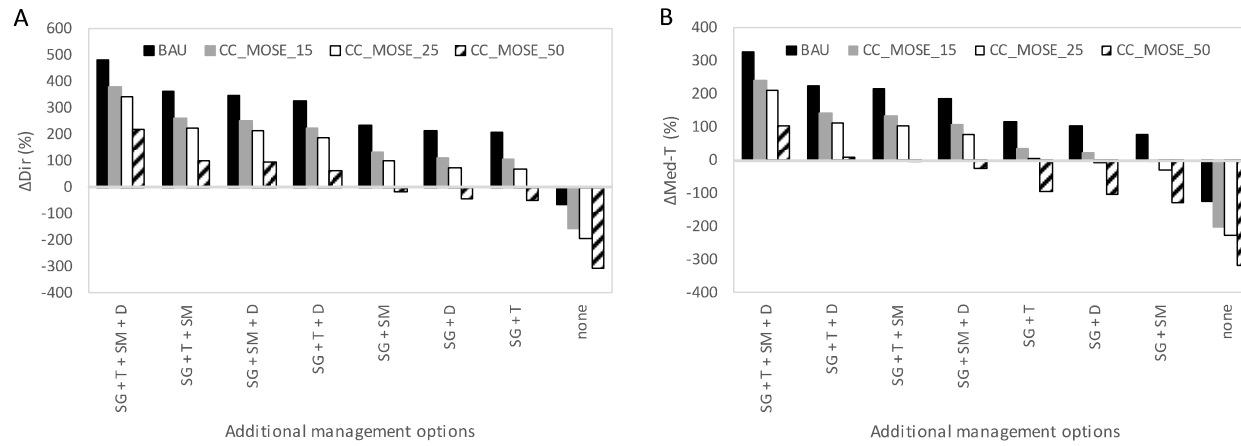 A
ΔDir (%)
600
500
400
300
200
100
0
-100
-200
-300
-400
BAU CC_MOSE_15 CC_MOSE_25 CC_MOSE_50
SG + T + SM + D
SG + T + SM
SG + SM + D
SG + T + D
SG + SM
SG + D
SG + T
none
Additional management options
B
ΔMed-T (%)
400
300
200
100
0
-100
-200
-300
400
BAU CC_MOSE_15 CC_MOSE_25 CC_MOSE_50
SG + T + SM + D
SG + T + D
SG + T + SM
SG + SM + D
SG + T
SG + D
SG + SM
none
Additional management options